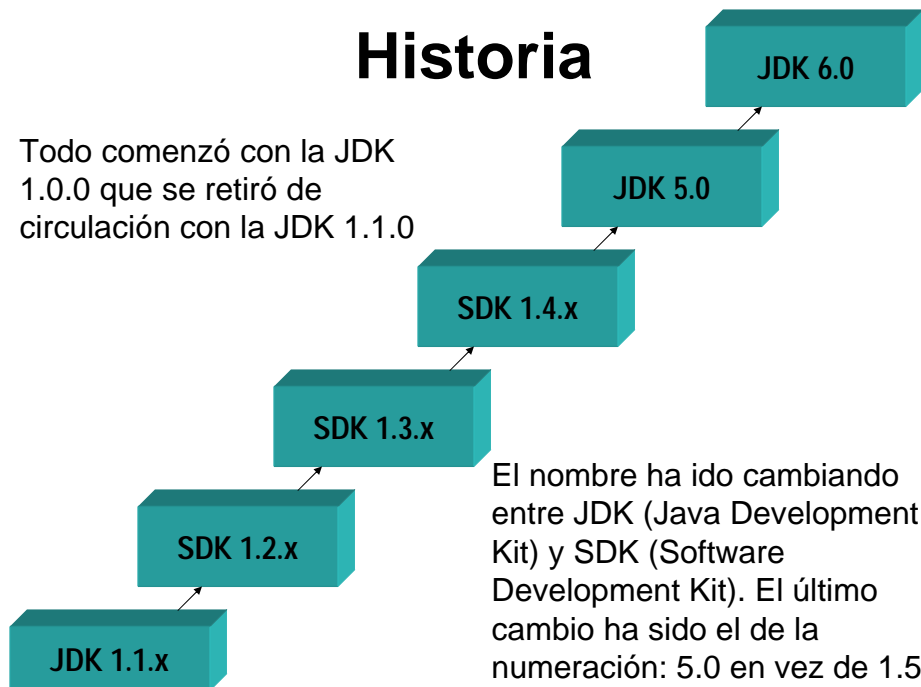 Historia
JDK 6.0
Todo comenzó con la JDK
1.0.0 que se retiró de
circulación con la JDK 1.1.0
JDK 5.0
SDK 1.4.x
SDK 1.3.x
El nombre ha ido cambiando
entre JDK (Java Development
Kit) y SDK (Software
Development Kit). El último
cambio ha sido el de la
numeración: 5.0 en vez de 1.5
SDK 1.2.x
JDK 1.1.x